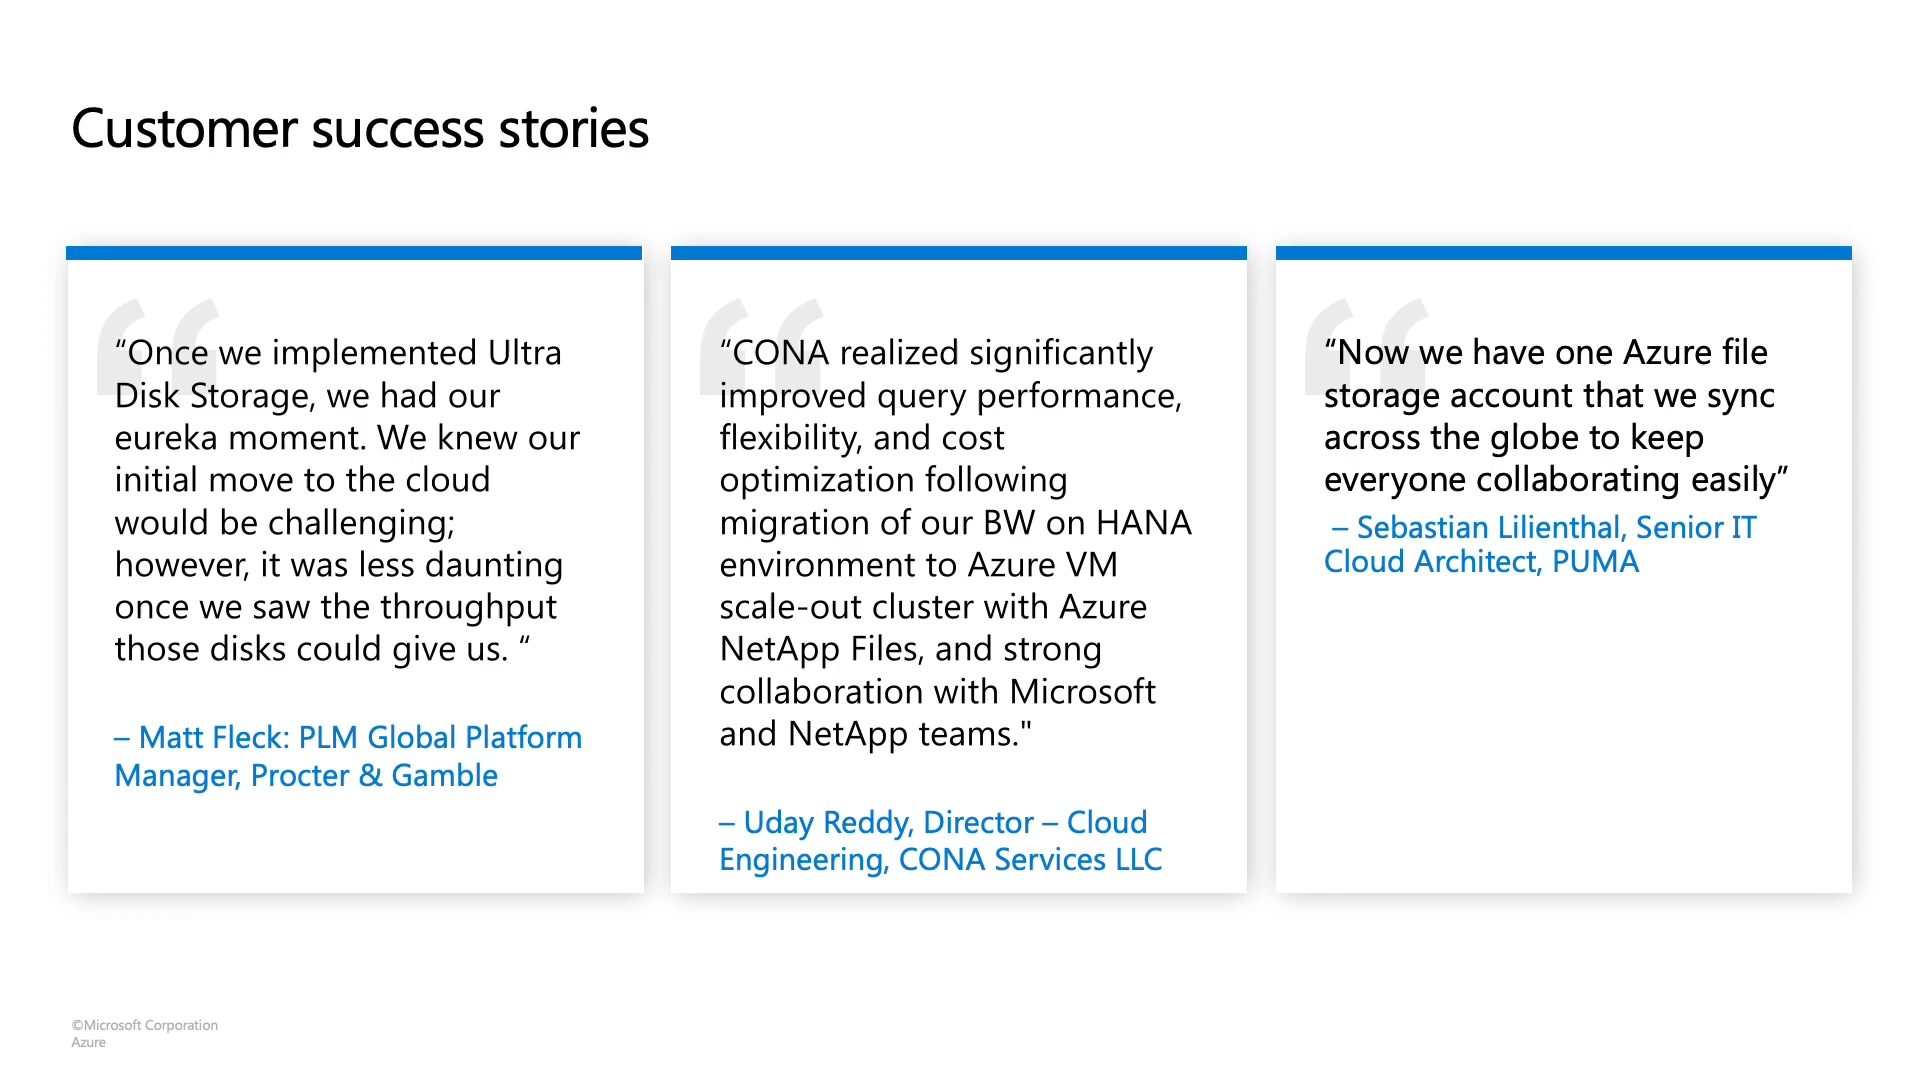 Customer success stories
“Once we implemented Ultra
Disk Storage, we had our
eureka moment. We knew our
initial move to the cloud
would be challenging;
however, it was less daunting
once we saw the throughput
those disks could give us. “
– Matt Fleck: PLM Global Platform
Manager, Procter & Gamble
“CONA realized significantly
improved query performance,
flexibility, and cost
optimization following
migration of our BW on HANA
environment to Azure VM
scale-out cluster with Azure
NetApp Files, and strong
collaboration with Microsoft
and NetApp teams."
– Uday Reddy, Director – Cloud
Engineering, CONA Services LLC
“Now we have one Azure file
storage account that we sync
across the globe to keep
everyone collaborating easily”
– Sebastian Lilienthal, Senior IT
Cloud Architect, PUMA
©Microsoft Corporation
Azure